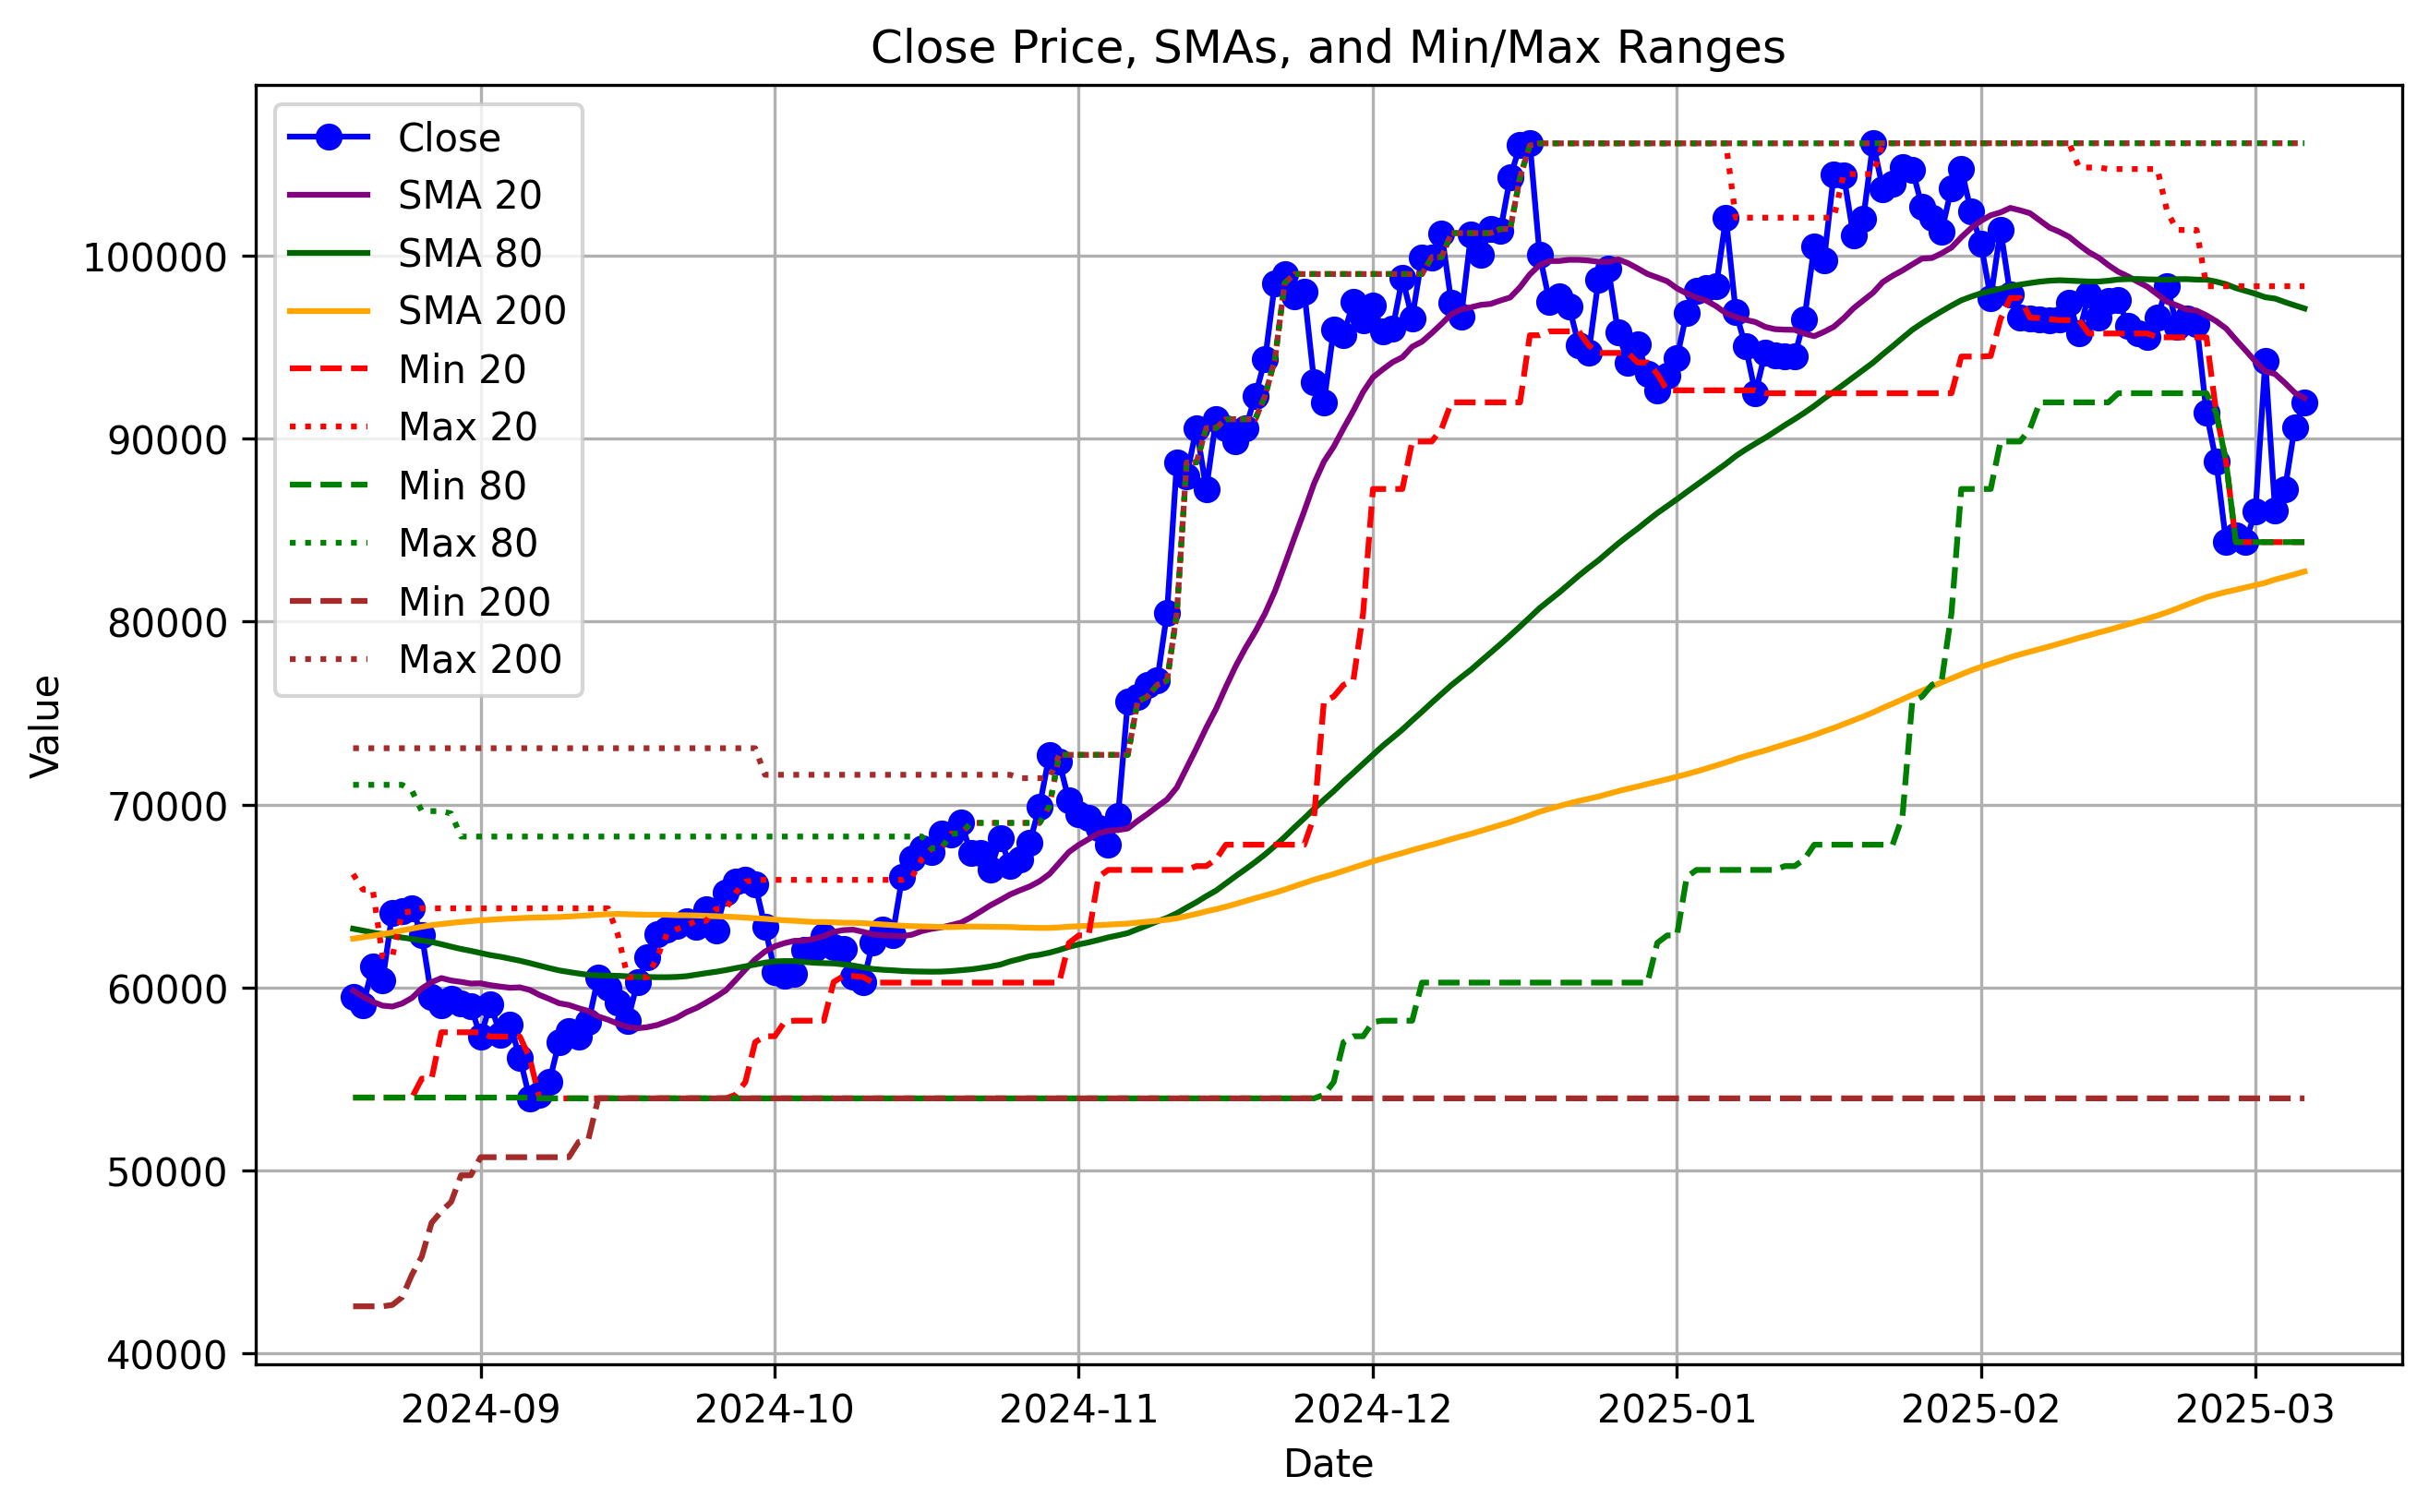 Close Price, SMAs, and Min/Max Ranges
Close
SMA 20
SMA 80
SMA 200
Min 20
Max 20
Min 80
Max 80
Min 200
Max 200
Value
100000
90000
80000
70000
60000
50000
40000
2024-09 2024-10 2024-11 2024-12 2025-01 2025-02 2025-03
Date